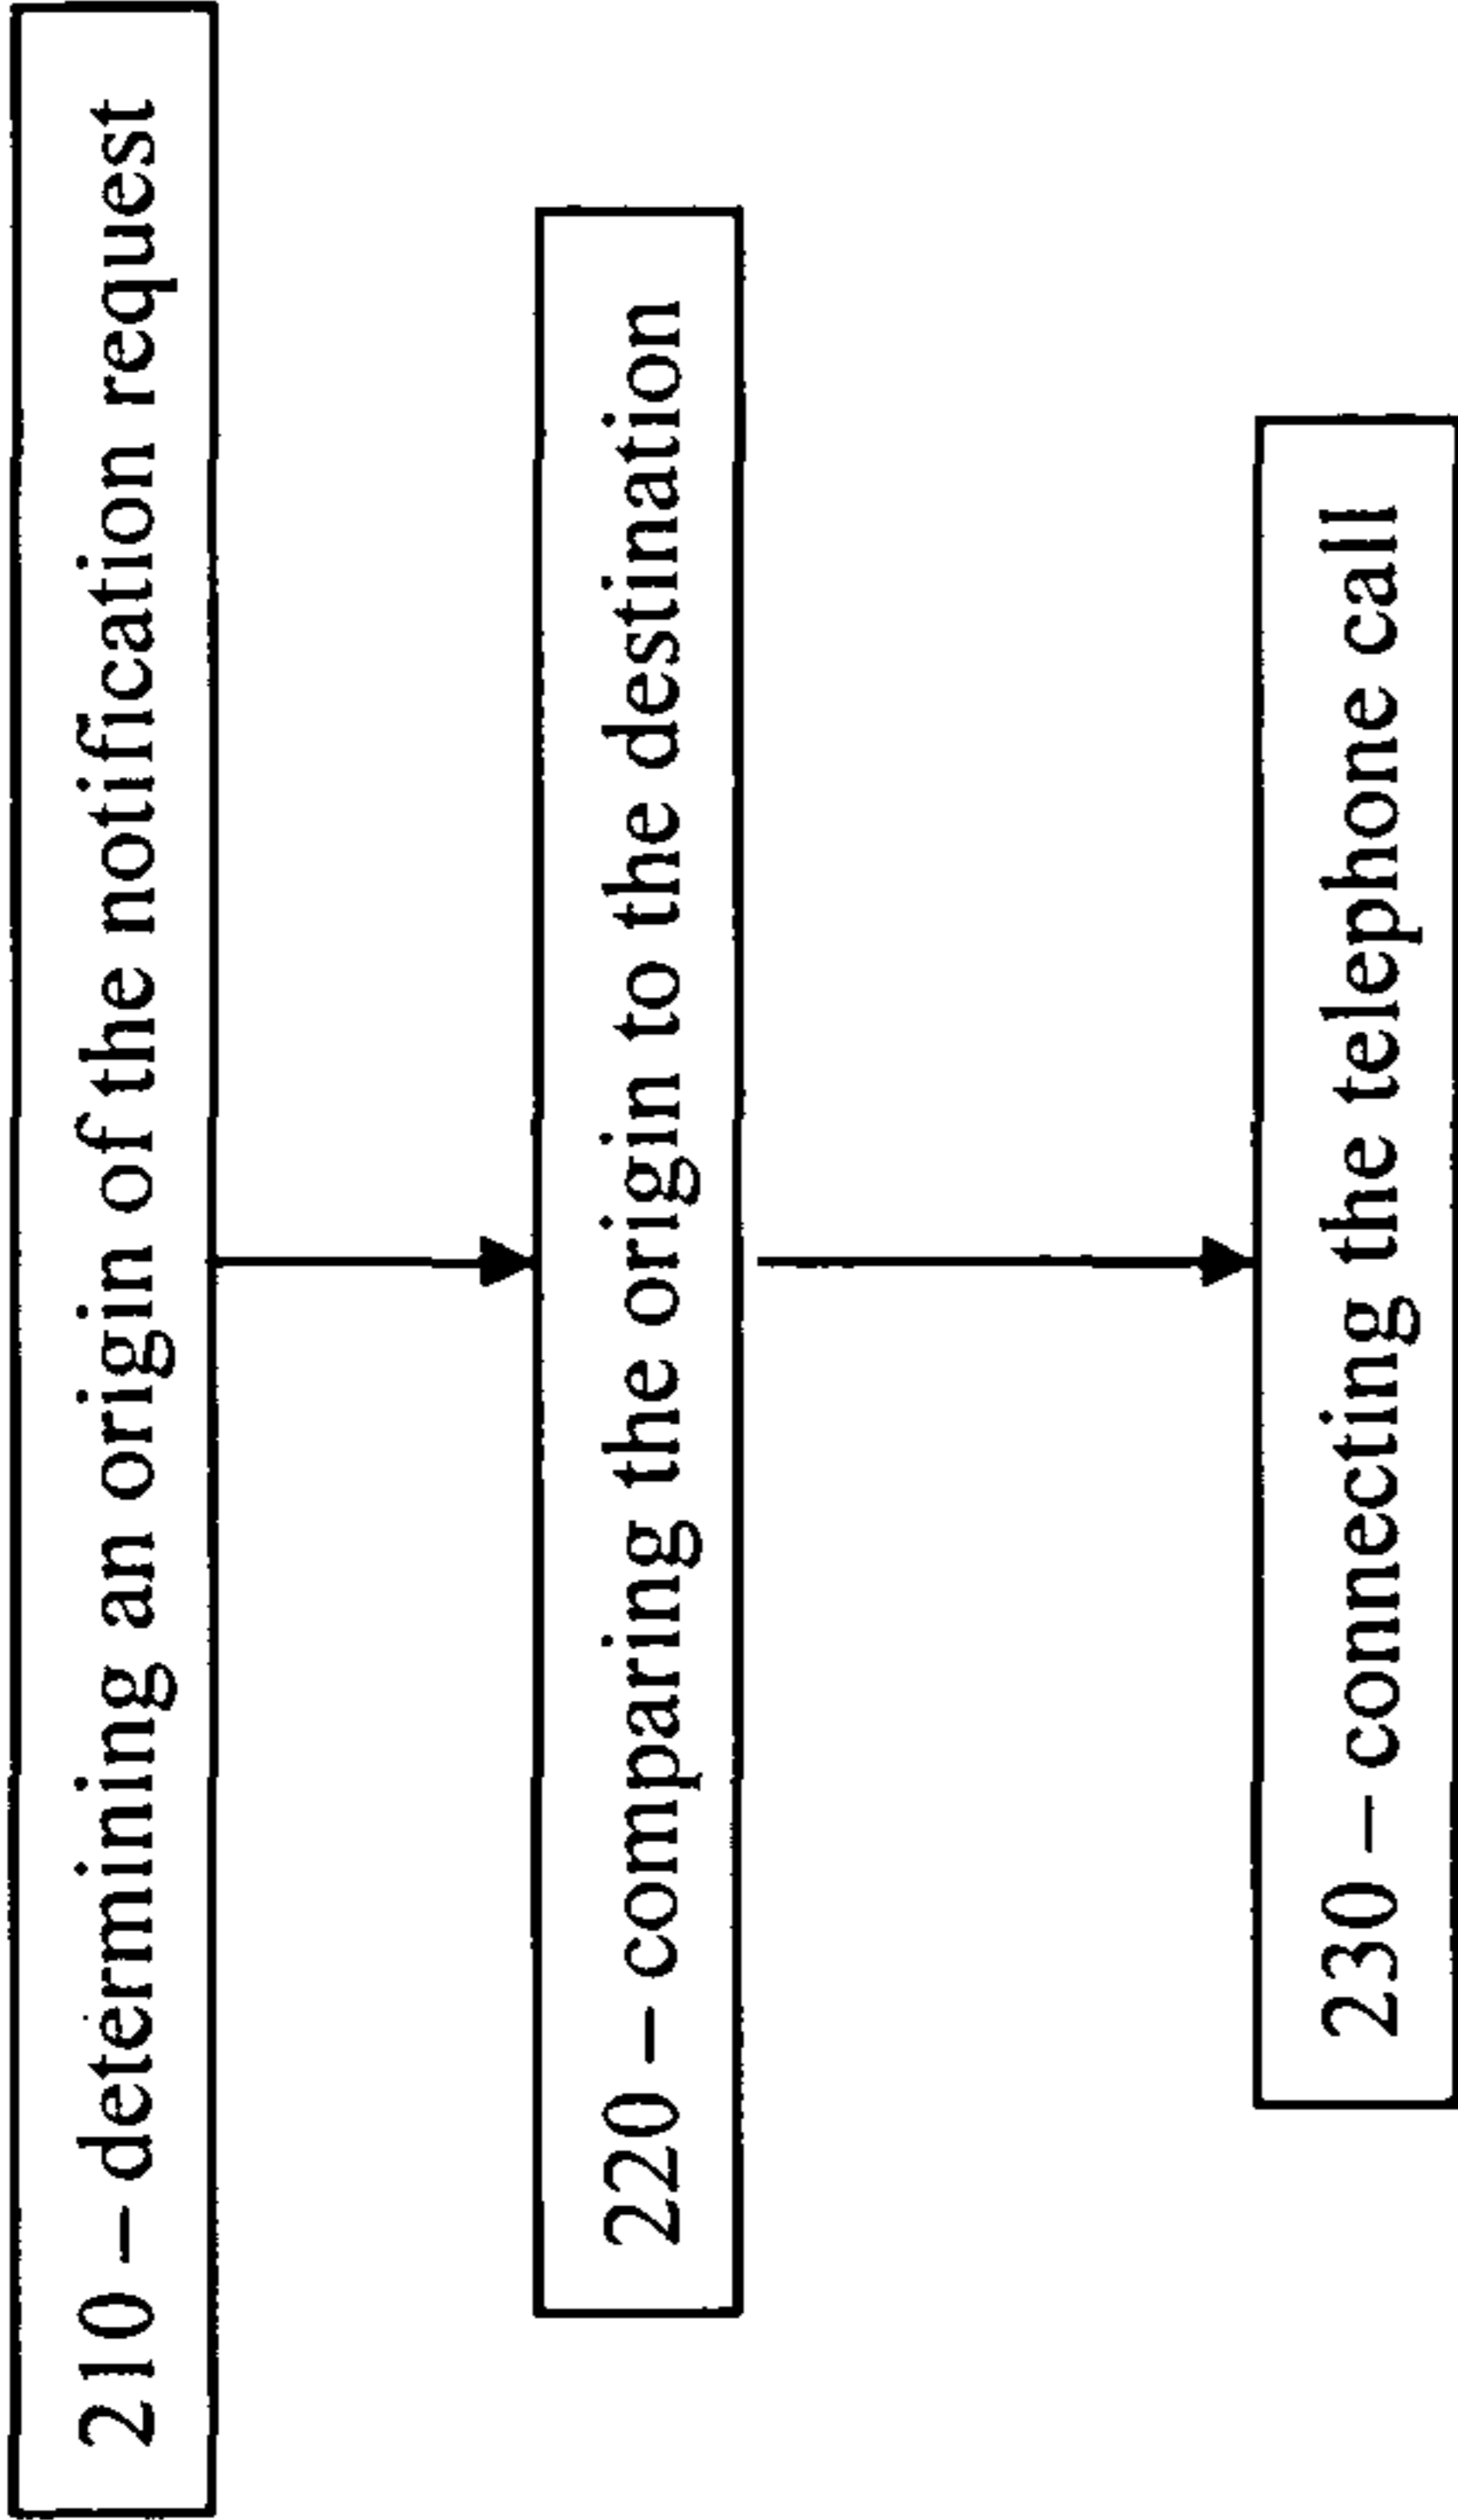 210 – determining an origin of the notification request
220 – comparing the origin to the destination
230 – connecting the telephone call